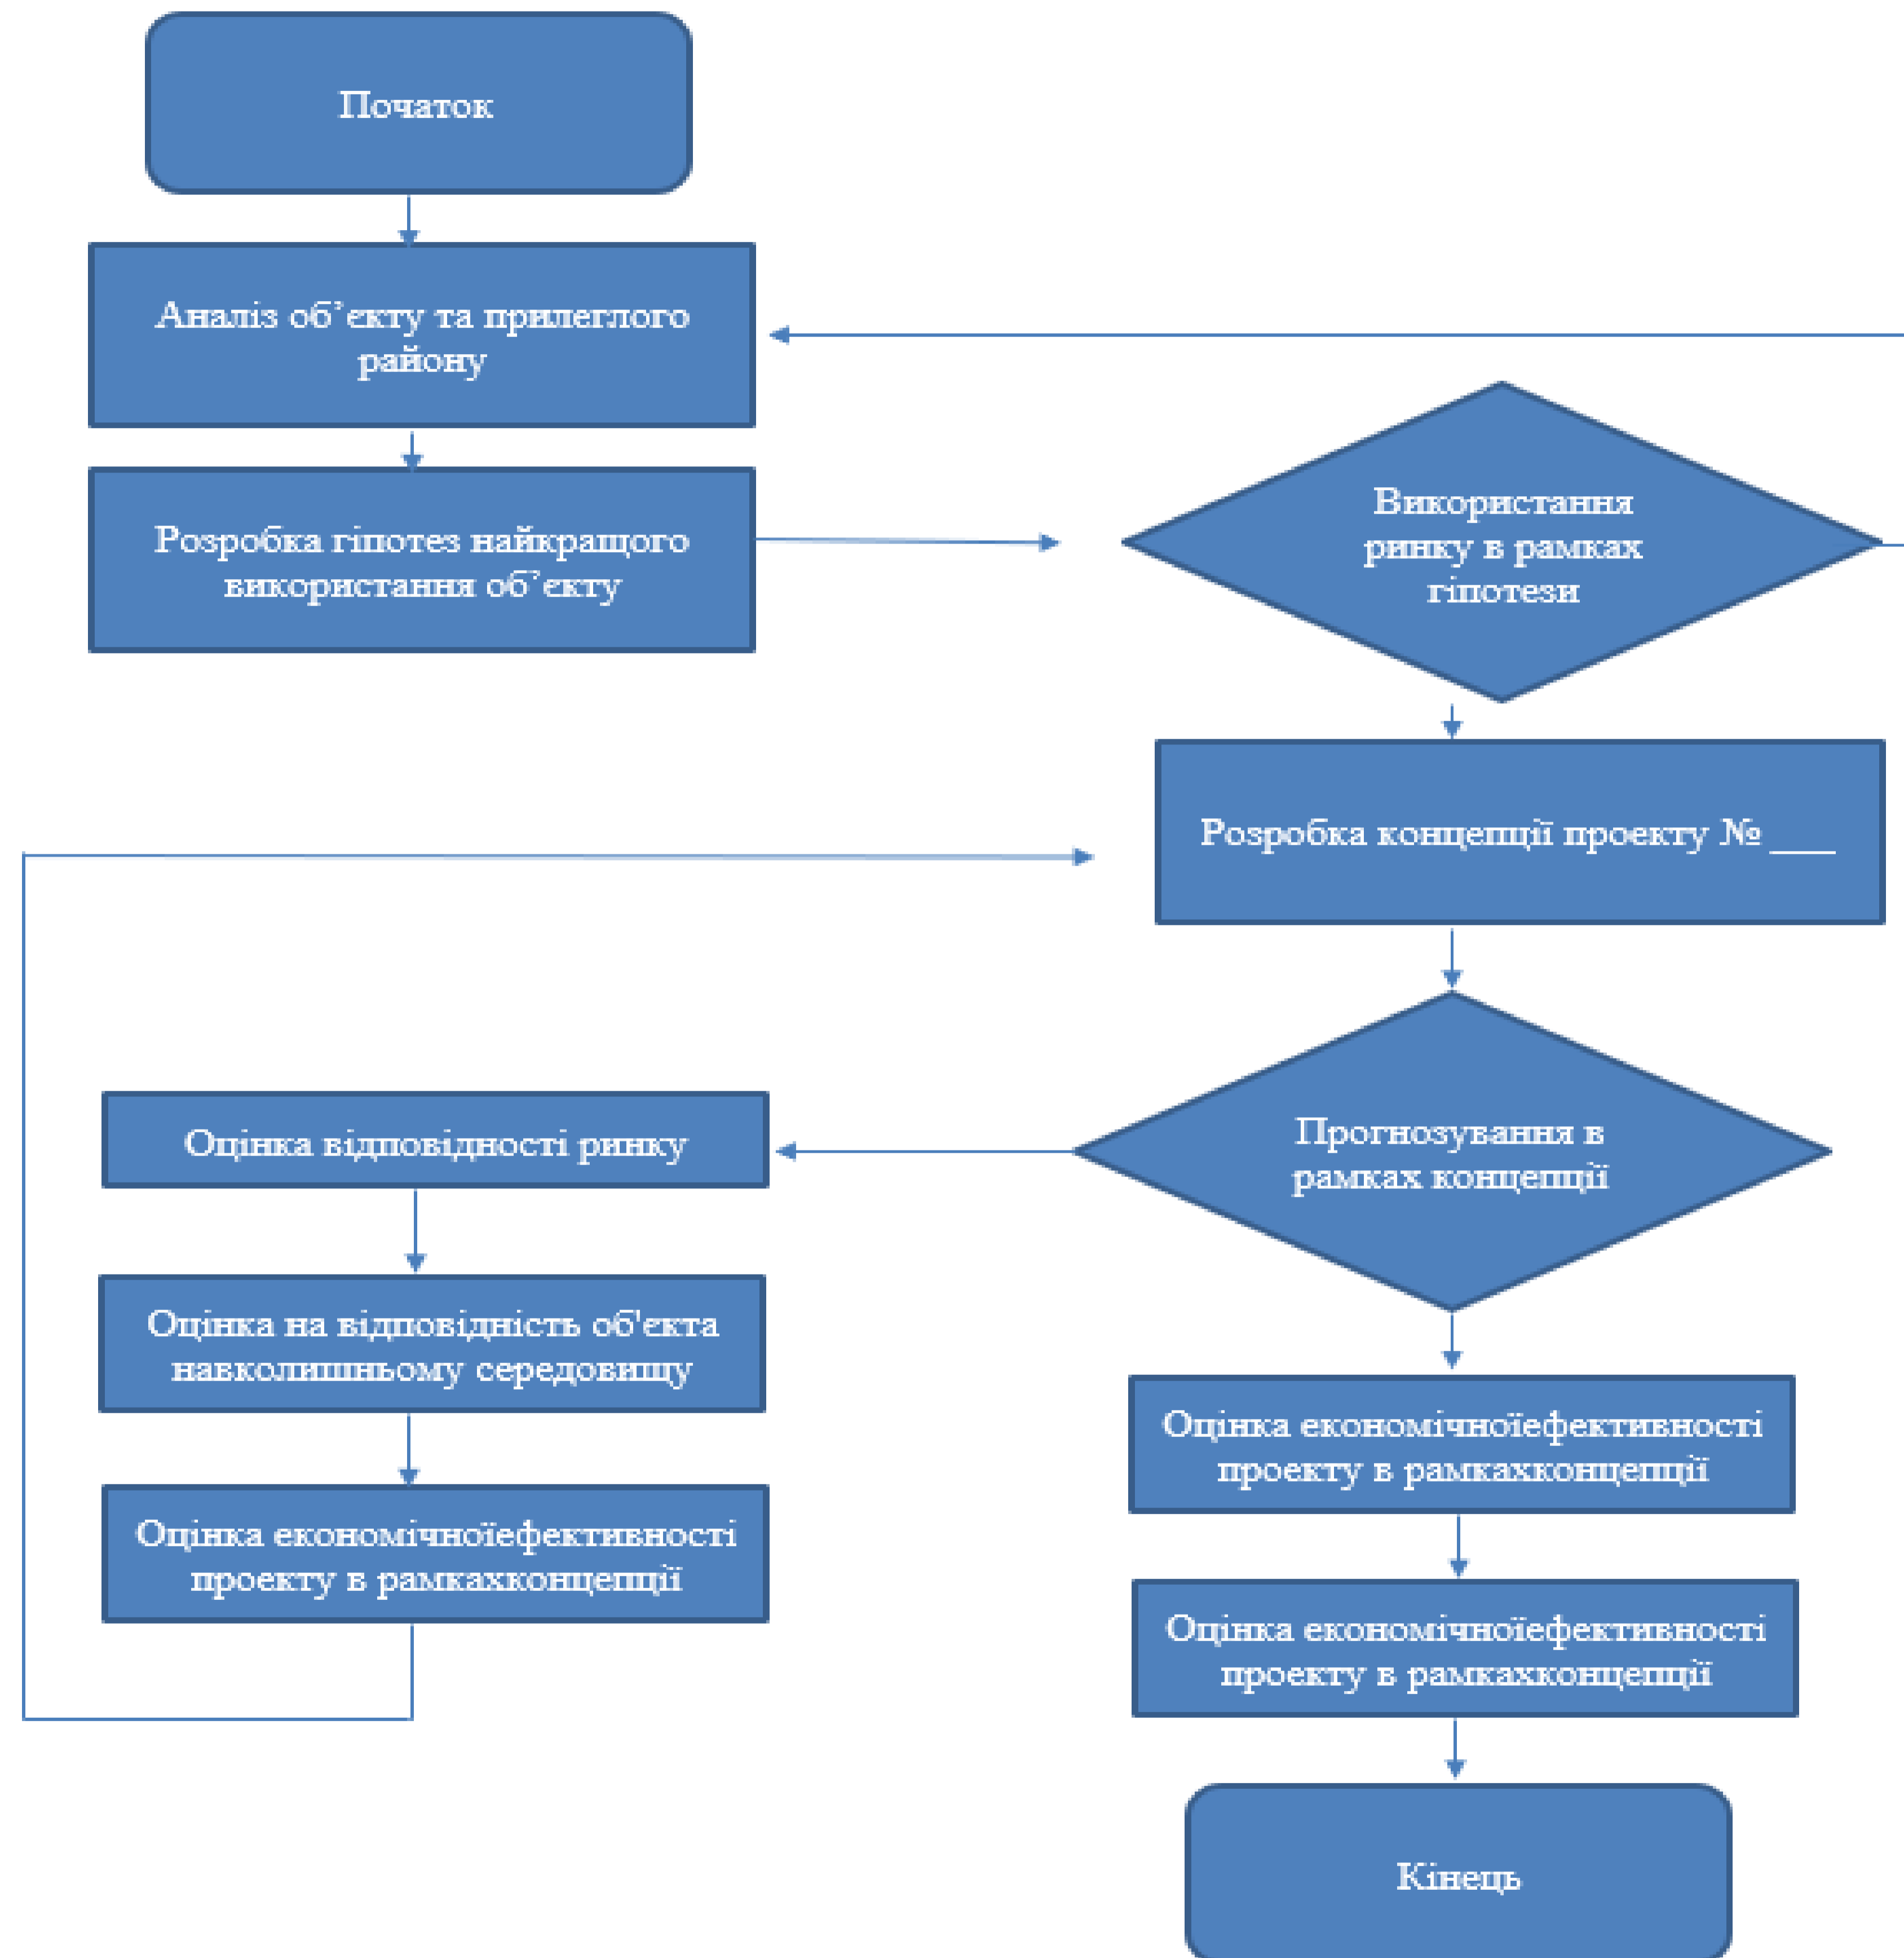 Початок
Аналіз об’єкту та прилеглого
району
Розробка гіпотез найкращого
використання об’єкту
Використання
ринку в рамках
гіпотези
Розробка концепції проекту № ___
Прогнозування в
рамках концепції
Оцінка відповідності ринку
Оцінка на відповідність об'єкта
навколишньому середовищу
Оцінка економічноїефективності
проекту в рамкахконцепції
Оцінка економічноїефективності
проекту в рамкахконцепції
Оцінка економічноїефективності
проекту в рамкахконцепції
Кінець